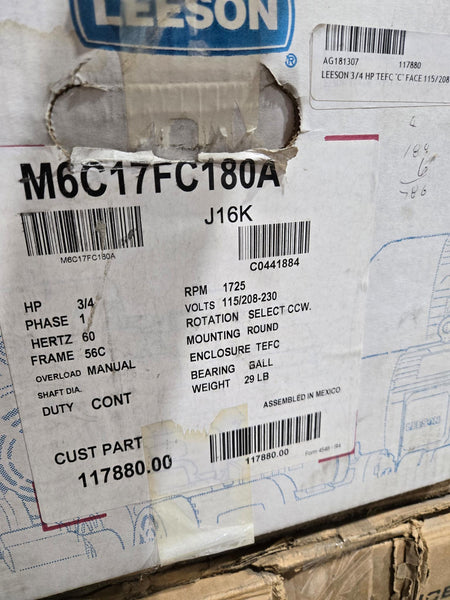 LEESON
®
AG181307 117880
LEESON 3/4 HP TEFC "C" FACE 115/208
M6C17FC180A
J16K
M6C17FC180A
C0441884
HP 3/4
PHASE 1
HERTZ 60
FRAME 56C
OVERLOAD MANUAL
SHAFT DIA.
DUTY CONT
RPM 1725
VOLTS 115/208-230
ROTATION SELECT CCW.
MOUNTING ROUND
ENCLOSURE TEFC
BEARING BALL
WEIGHT 29 LB
ASSEMBLED IN MEXICO
CUST PART
117880.00
117880.00